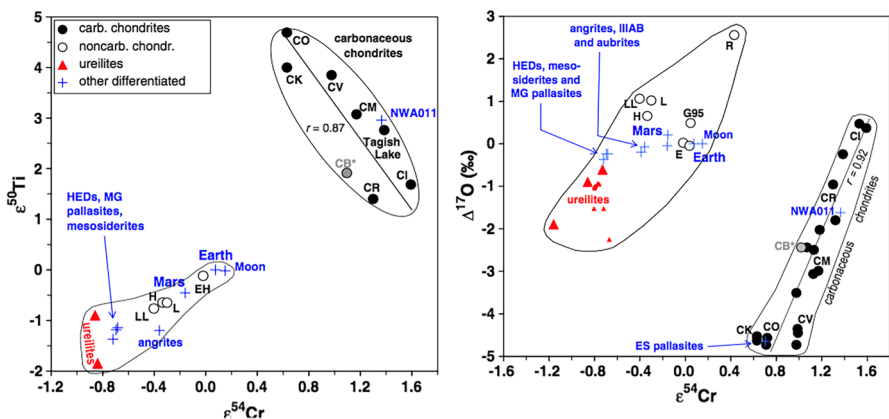 carb. chondrites
noncarb. chondr.
ureilites
other differentiated
carbonaceous
chondrites
CO
CK
CV
CM
NWA011
r = 0.87
Tagish
Lake
CB*
CR
CI
HEDs, MG
pallasites,
mesosiderites
Earth
Moon
Mars
EH
H
L
LL
angrites
ureilites
5
4
3
2
1
0
-1
-2
ε50Ti
-1.2
-0.8
-0.4
0.0
0.4
0.8
1.2
1.6
2.0
ε54Cr
angrites, IIIAB
and aubrites
HEDs, meso-
siderites and
MG pallasites
R
LL
L
H
G95
Mars
Moon
E
Earth
ureilites
CI
r = 0.92
CR
NWA011
chondrites
CB*
CM
carbonaceous
CV
CK
CO
ES pallasites
3
2
1
0
-1
-2
-3
-4
-5
Δ17O (‰)
-1.6
-1.2
-0.8
-0.4
0
0.4
0.8
1.2
1.6
2
ε54Cr